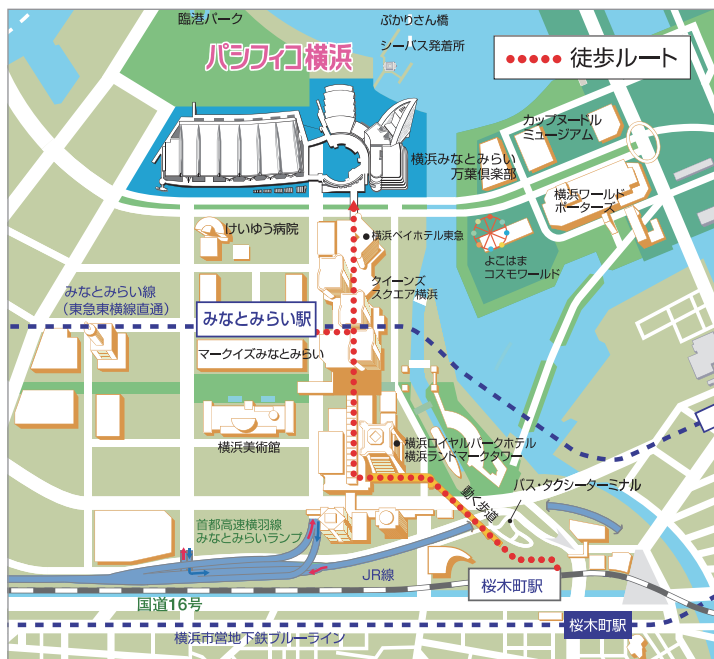 臨港パーク
ぷかりさん橋
シーバス発着所
パシフィコ横浜
徒歩ルート
カップヌードル
ミュージアム
横浜みなとみらい
万葉倶楽部
横浜ワールド
ポーターズ
けいゆう病院
横浜ベイホテル東急
よこはま
コスモワールド
クイーンズ
スクエア横浜
みなとみらい線
(東急東横線直通)
みなとみらい駅
マークイズみなとみらい
横浜美術館
横浜ロイヤルパークホテル
横浜ランドマークタワー
動く歩道
バス・タクシーターミナル
首都高速横羽線
みなとみらいランプ
JR線
桜木町駅
国道16号
横浜市営地下鉄ブルーライン
桜木町駅